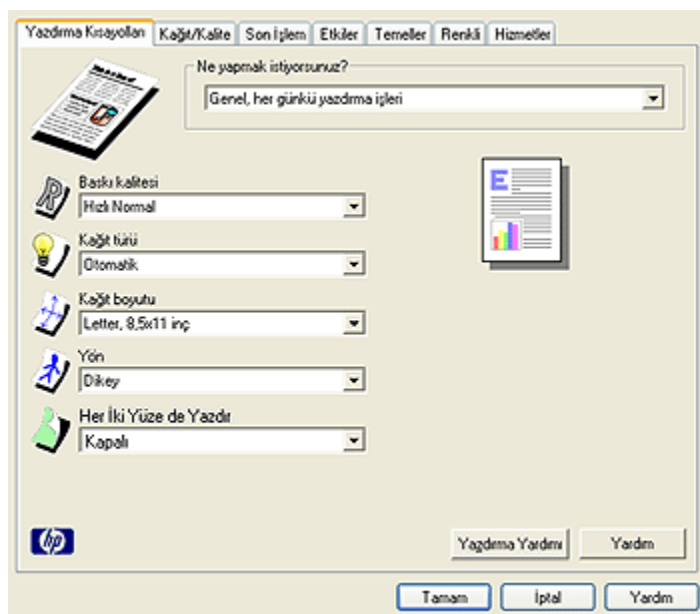 Yazdırma Kısayolları Kağıt/Kalite Son İşlem Etkiler Temeller Renkli Hizmetler
Ne yapmak istiyorsunuz?
Genel, her günkü yazdırma işleri
Baskı kalitesi
Hızlı Normal
Kağıt türü
Otomatik
Kağıt boyutu
Letter, 8,5x11 inç
Yön
Dikey
Her İki Yüze de Yazdır
Kapalı
E
hp
Yazdırma Yardımı Yardım
Tamam İptal Yardım